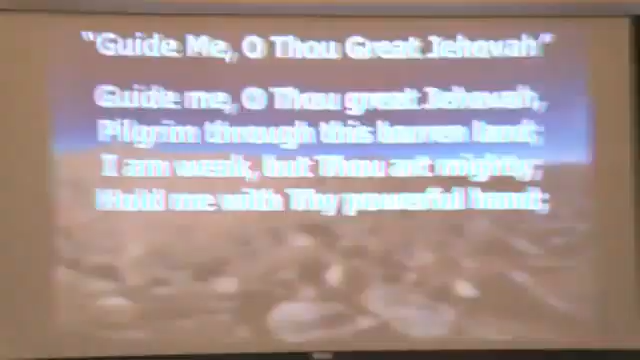 "Guide Me, O Thou Great Jehovah"
Guide me, O Thou great Jehovah,
Pilgrim through this barren land;
I am weak, but Thou art mighty;
Hold me with Thy powerful hand;